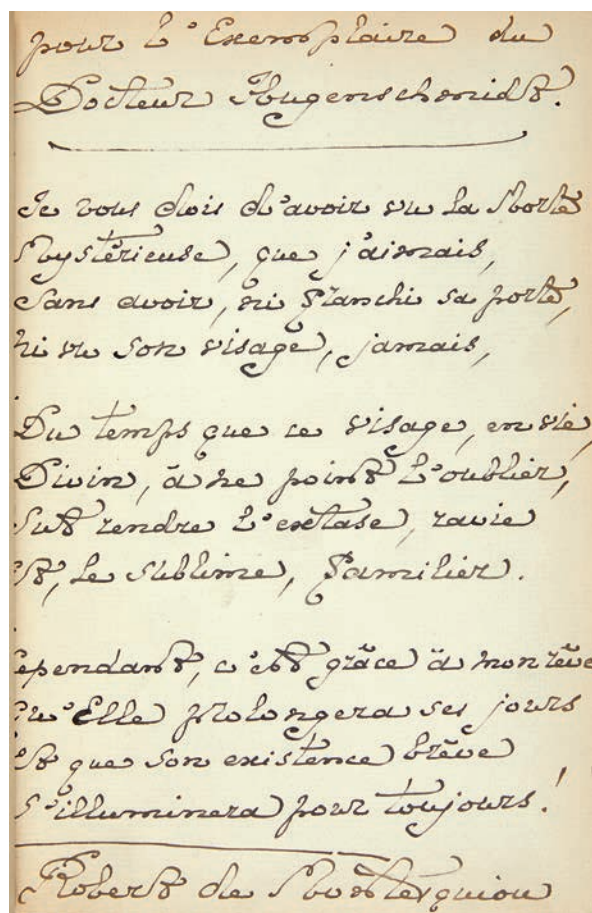 pour l'Exemplaire du
Docteur Hugenschmidt.
Je vous dois d'avoir vu la Morte
Mystérieuse, que j'aimais,
Sans avoir, ni franchi sa porte,
ni vu son visage, jamais,
Du temps que ce visage, en vie,
Divin, à ne point l'oublier,
Sut rendre l'extase, ravie
Et, le sublime, familier.
Cependant, c'est grâce à mon rêve
Qu'Elle prolongera ses jours
Et que son existence brève
S'illuminera pour toujours!
Robert de Montesquiou